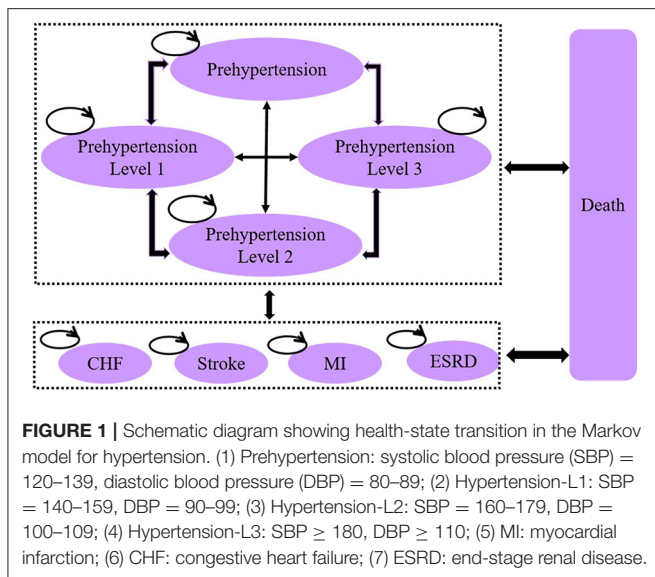 Prehypertension
Prehypertension
Level 1
Prehypertension
Level 3
Prehypertension
Level 2
Death
CHF
Stroke
MI
ESRD
FIGURE 1 | Schematic diagram showing health-state transition in the Markov
model for hypertension. (1) Prehypertension: systolic blood pressure (SBP) =
120–139, diastolic blood pressure (DBP) = 80–89; (2) Hypertension-L1: SBP
= 140–159, DBP = 90–99; (3) Hypertension-L2: SBP = 160–179, DBP =
100–109; (4) Hypertension-L3: SBP ≥ 180, DBP ≥ 110; (5) MI: myocardial
infarction; (6) CHF: congestive heart failure; (7) ESRD: end-stage renal disease.